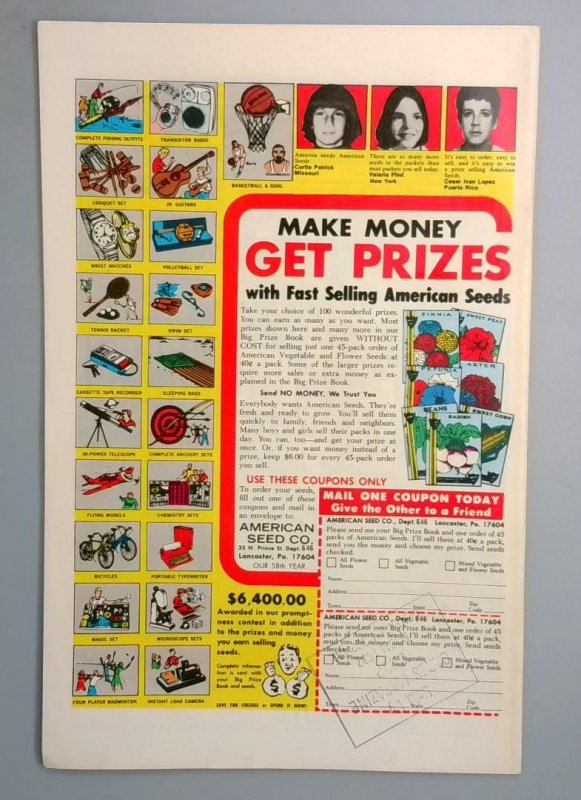 COMPLETE FISHING OUTFITS
TRANSISTOR RADIO
CROQUET SET
JR. GUITARS
BASKETBALL & GOAL
WRIST WATCHES
VOLLEYBALL SET
TENNIS RACKET
SWIM SET
CASSETTE TAPE RECORDER
SLEEPING BAGS
30-POWER TELESCOPE
COMPLETE ARCHERY SETS
FLYING MODELS
CHEMISTRY SETS
BICYCLES
PORTABLE TYPEWRITER
MAGIC SET
MICROSCOPE SETS
FOUR PLAYER BADMINTON
INSTANT LOAD CAMERA
America needs American
Seeds
Curtis Patrick
Missouri
There are so many more
seeds in the packets than
most packets you sell today.
Valerie Flint
New York
It's easy to order, easy to
sell, and it's easy to win
a prize selling American
Seeds.
Cesar Ivan Lopez
Puerto Rico
MAKE MONEY
GET PRIZES
with Fast Selling American Seeds
Take your choice of 100 wonderful prizes.
You can earn as many as you want. Most
prizes shown here and many more in our
Big Prize Book are given WITHOUT
COST for selling just one 45-pack order of
American Vegetable and Flower Seeds at
40¢ a pack. Some of the larger prizes re-
quire more sales or extra money as ex-
plained in the Big Prize Book.
Send NO MONEY, We Trust You
Everybody wants American Seeds. They're
fresh and ready to grow. You'll sell them
quickly to family, friends and neighbors.
Many boys and girls sell their packs in one
day. You can, too—and get your prize at
once. Or, if you want money instead of a
prize, keep $6.00 for every 45-pack order
you sell.
ZINNIA
SWEET PEAS
PETUNIA
ASTER
BEANS
RADISH
SWEET CORN
USE THESE COUPONS ONLY
To order your seeds,
fill out one of these
coupons and mail in
an envelope to:
AMERICAN
SEED CO.
35 N. Prince St. Dept. 646
Lancaster, Pa. 17604
OUR 58th YEAR
MAIL ONE COUPON TODAY
Give the Other to a Friend
AMERICAN SEED CO., Dept. 646 Lancaster, Pa. 17604
Please send me your Big Prize Book and one order of 45
packs of American Seeds. I'll sell them at 40¢ a pack,
send you the money and choose my prize. Send seeds
checked.
All Flower
Seeds
All Vegetable
Seeds
Mixed Vegetable
and Flower Seeds
Name
Address
Town
State
Zip
Code
AMERICAN SEED CO., Dept. 646 Lancaster, Pa. 17604
Please send me your Big Prize Book and one order of 45
packs of American Seeds. I'll sell them at 40¢ a pack,
send you the money and choose my prize. Send seeds
checked.
All Flower
Seeds
All Vegetable
Seeds
Mixed Vegetable
and Flower Seeds
Name
Address
Town
State
Zip
Code
$6,400.00
Awarded in our prompt-
ness contest in addition
to the prizes and money
you earn selling
seeds.
Complete informa-
tion is sent with
your Big Prize
Book and seeds.
$ $
SAVE FOR COLLEGE or SPEND IT NOW!